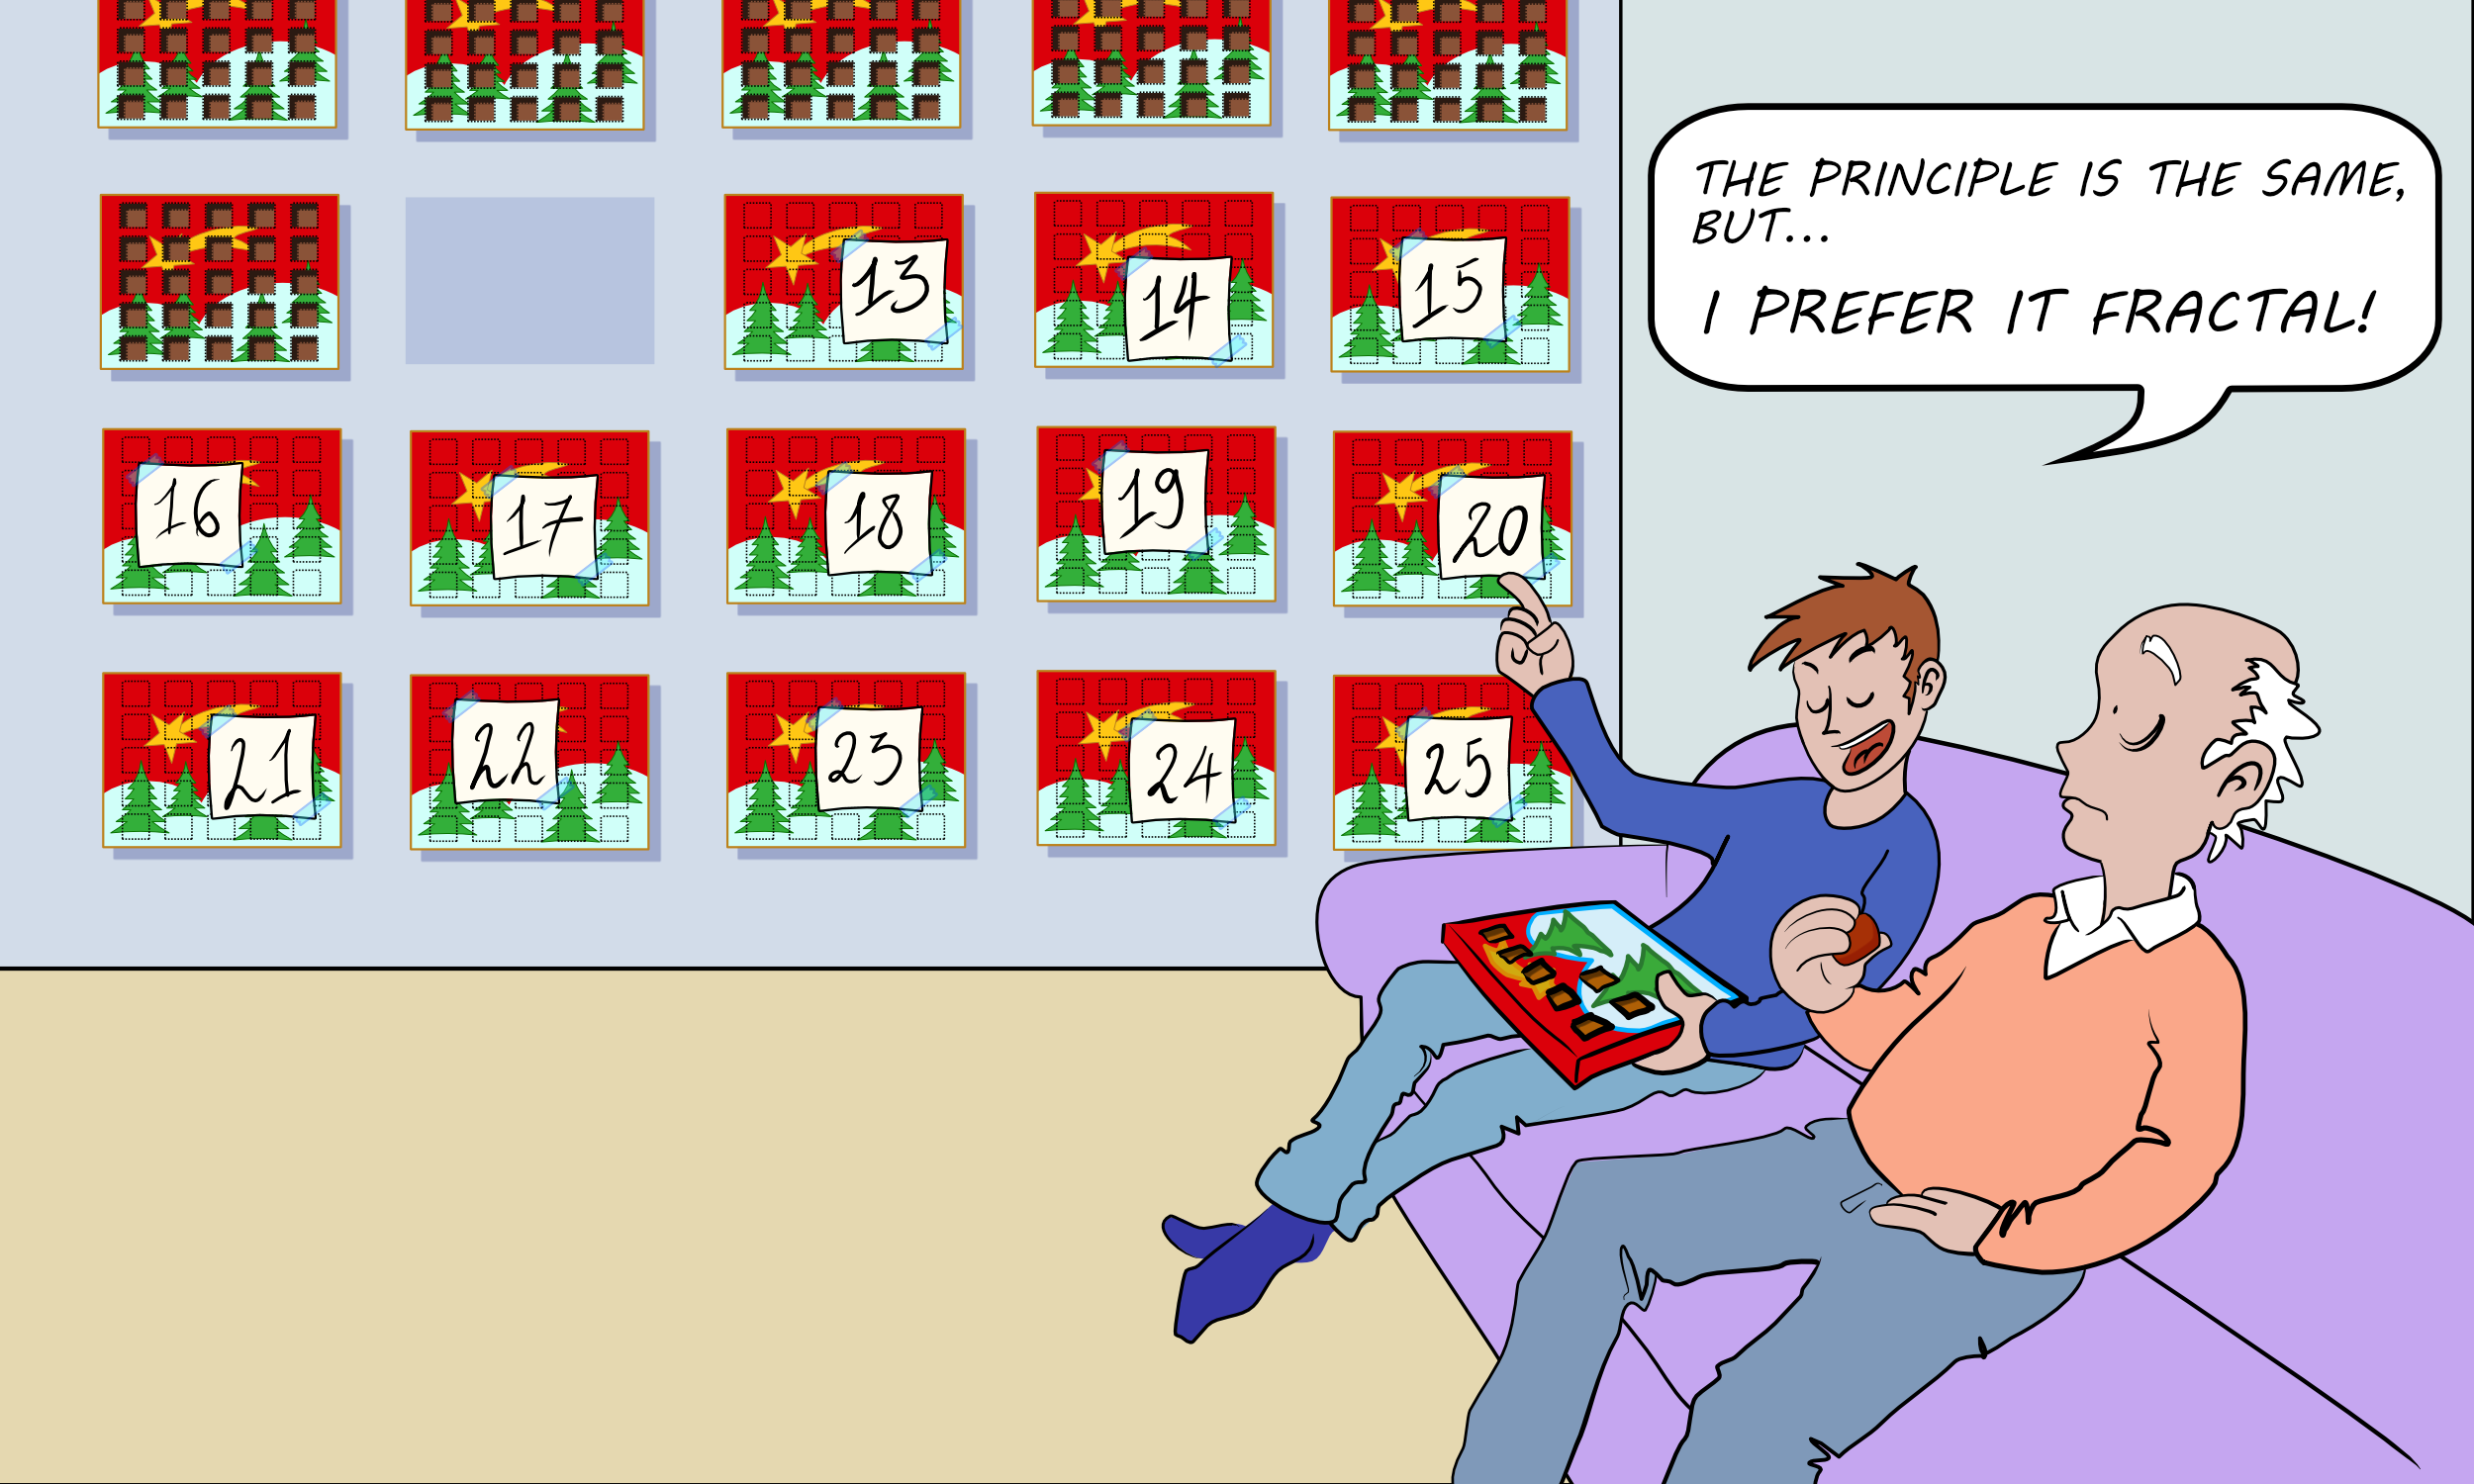 THE PRINCIPLE IS THE SAME,
BUT...
I PREFER IT FRACTAL!
13 14 15
16 17 18 19 20
21 22 23 24 25